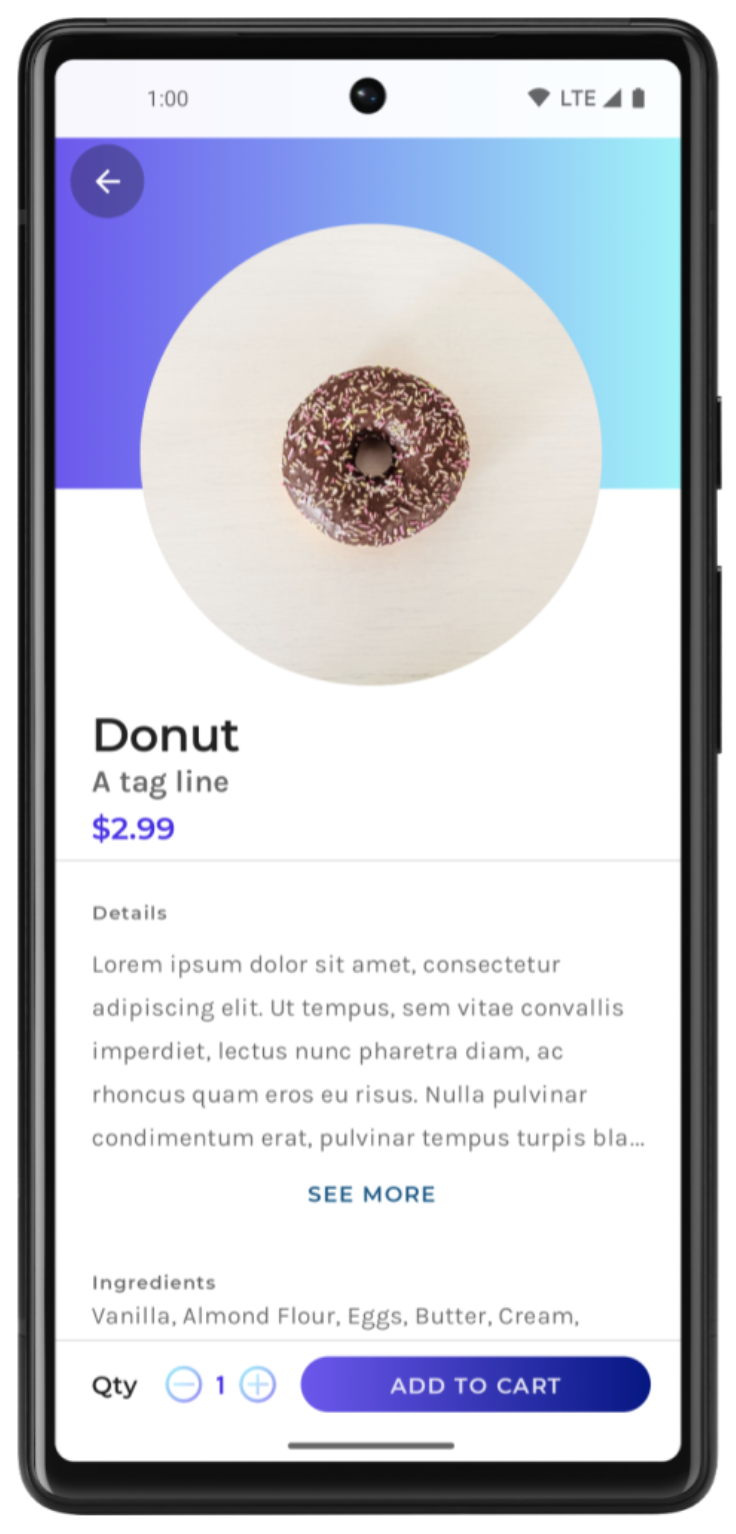 1:00 LTE
Donut
A tag line
$2.99
Details
Lorem ipsum dolor sit amet, consectetur
adipiscing elit. Ut tempus, sem vitae convallis
imperdiet, lectus nunc pharetra diam, ac
rhoncus quam eros eu risus. Nulla pulvinar
condimentum erat, pulvinar tempus turpis bla...
SEE MORE
Ingredients
Vanilla, Almond Flour, Eggs, Butter, Cream,
Qty 1 ADD TO CART